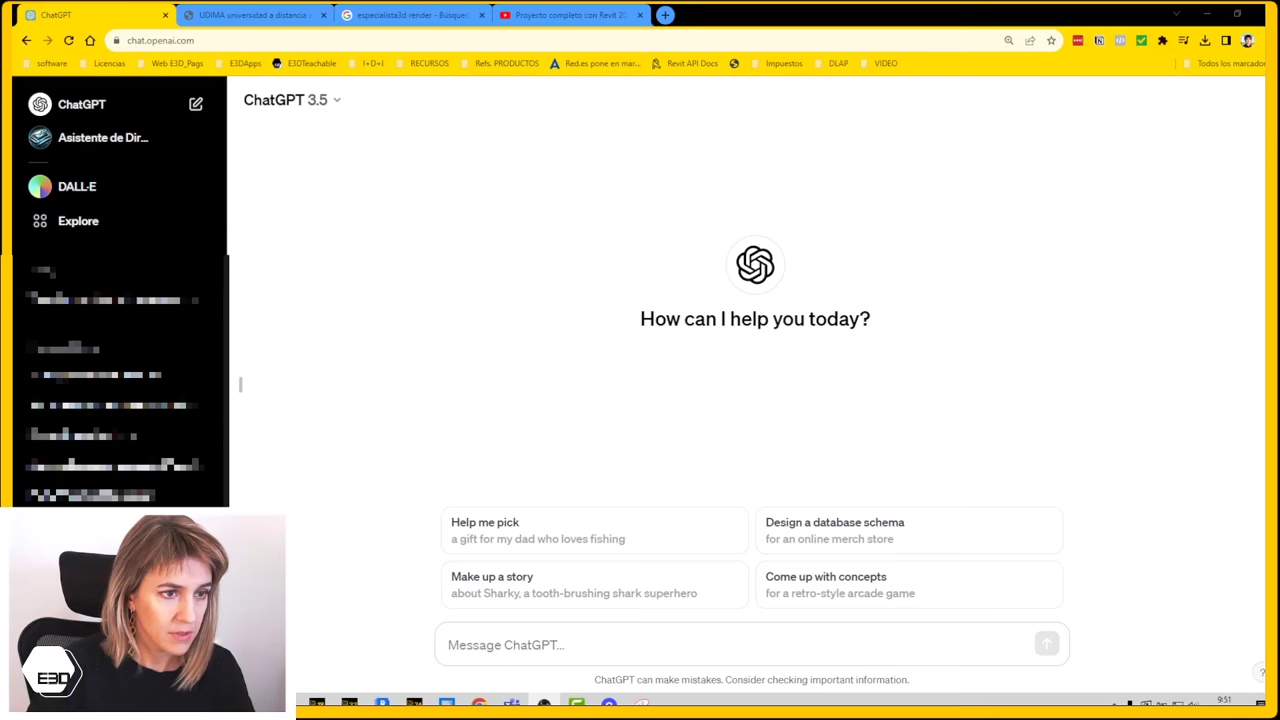 ChatGPT
UDIMA universidad a distancia
especialista3d render - Búsqued
Proyecto completo con Revit 20
chat.openai.com
software
Licencias
Web E3D_Pags
E3DApps
E3DTeachable
I+D+I
RECURSOS
Refs. PRODUCTOS
Red.es pone en mar...
Revit API Docs
Impuestos
DLAP
VIDEO
Todos los marcador
ChatGPT
Asistente de Dir...
DALL·E
Explore
ChatGPT 3.5
How can I help you today?
Help me pick
a gift for my dad who loves fishing
Design a database schema
for an online merch store
Make up a story
about Sharky, a tooth-brushing shark superhero
Come up with concepts
for a retro-style arcade game
Message ChatGPT...
ChatGPT can make mistakes. Consider checking important information.
?
E3D
9:51